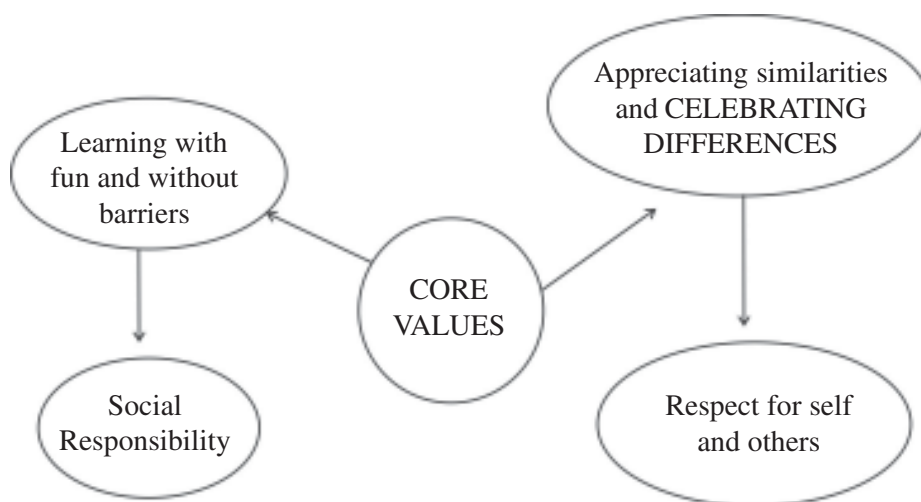 Appreciating similarities
and CELEBRATING
DIFFERENCES
Learning with
fun and without
barriers
CORE
VALUES
Social
Responsibility
Respect for self
and others